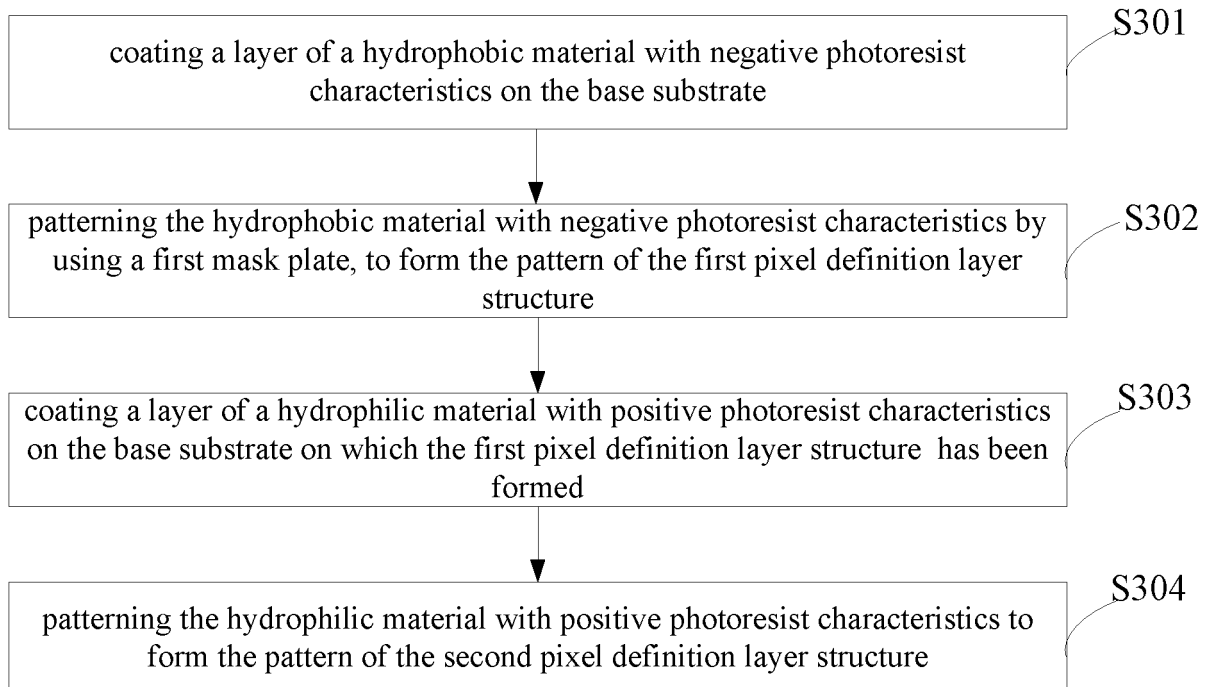 S301
coating a layer of a hydrophobic material with negative photoresist
characteristics on the base substrate
S302
patterning the hydrophobic material with negative photoresist characteristics by
using a first mask plate, to form the pattern of the first pixel definition layer
structure
S303
coating a layer of a hydrophilic material with positive photoresist characteristics
on the base substrate on which the first pixel definition layer structure has been
formed
S304
patterning the hydrophilic material with positive photoresist characteristics to
form the pattern of the second pixel definition layer structure